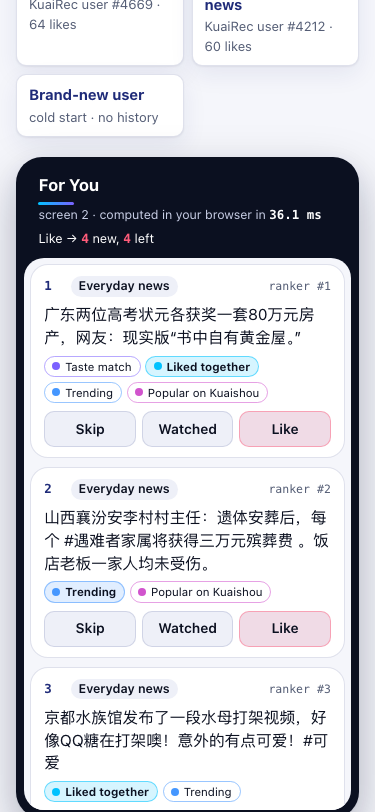 KuaiRec user #4669 ·
64 likes
news
KuaiRec user #4212 ·
60 likes
Brand-new user
cold start · no history
For You
screen 2 · computed in your browser in 36.1 ms
Like → 4 new, 4 left
1 Everyday news ranker #1
广东两位高考状元各获奖一套80万元房
产，网友：现实版“书中自有黄金屋。”
Taste match Liked together
Trending Popular on Kuaishou
Skip Watched Like
2 Everyday news ranker #2
山西襄汾安李村村主任：遗体安葬后，每
个 #遇难者家属将获得三万元殡葬费 。饭
店老板一家人均未受伤。
Trending Popular on Kuaishou
Skip Watched Like
3 Everyday news ranker #3
京都水族馆发布了一段水母打架视频，好
像QQ糖在打架噢！意外的有点可爱！#可
爱
Liked together Trending